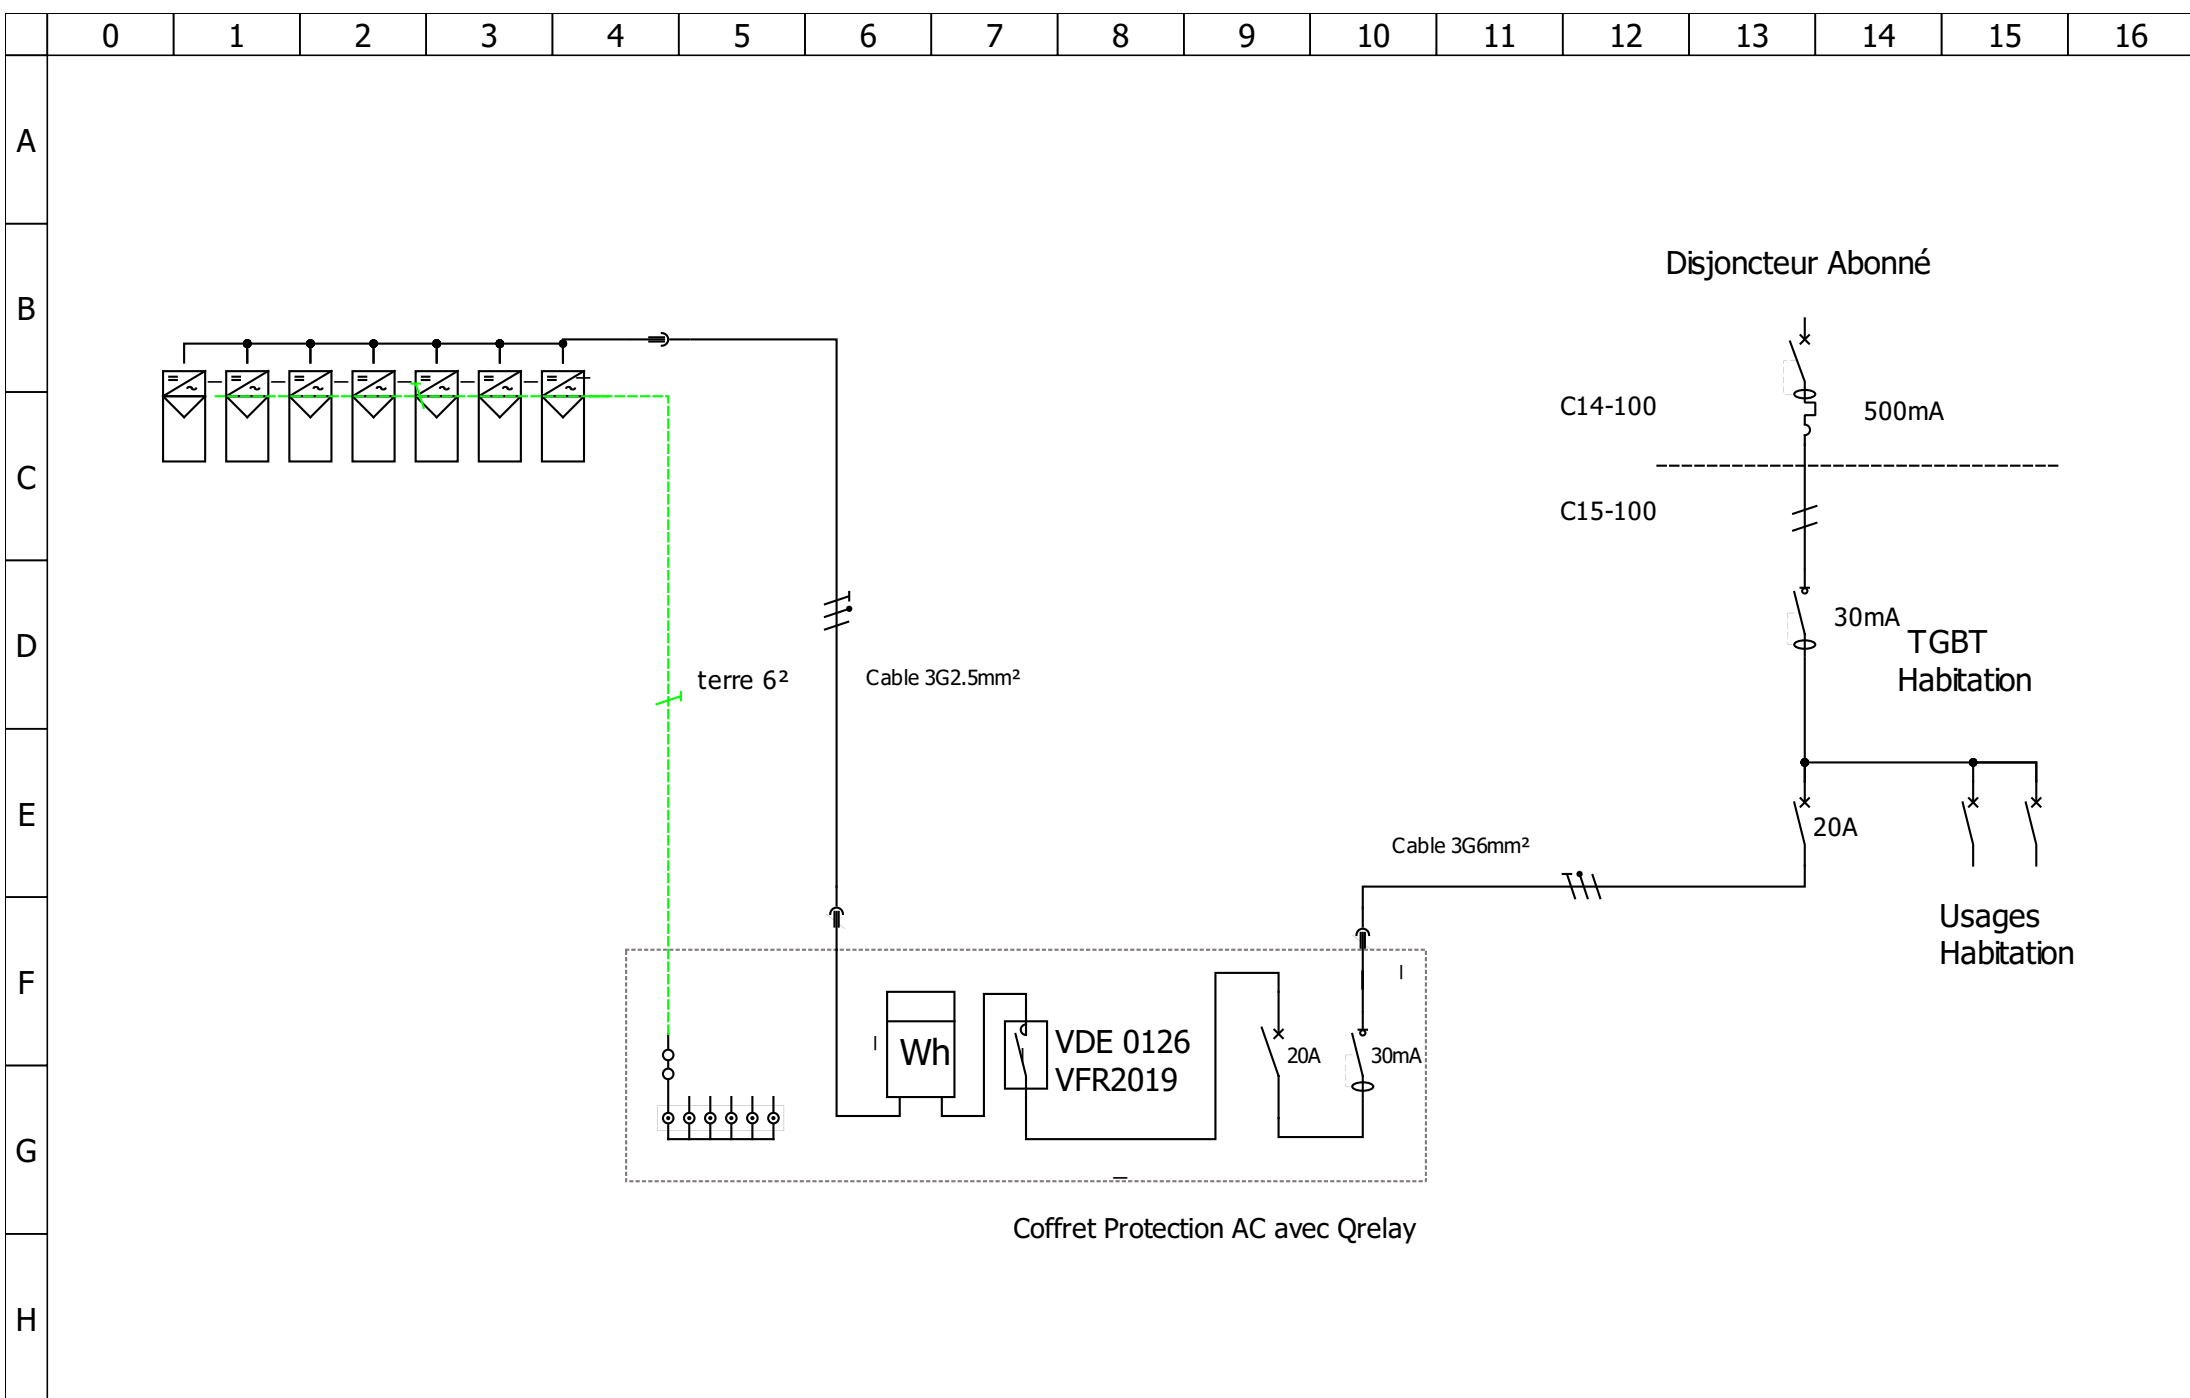 0 1 2 3 4 5 6 7 8 9 10 11 12 13 14 15 16
A
Disjoncteur Abonné
B
C14-100
500mA
C
C15-100
30mA
D
TGBT
Habitation
terre 6²
Cable 3G2.5mm²
E
20A
Cable 3G6mm²
Usages
Habitation
F
Wh
VDE 0126
VFR2019
20A
30mA
G
Coffret Protection AC avec Qrelay
H